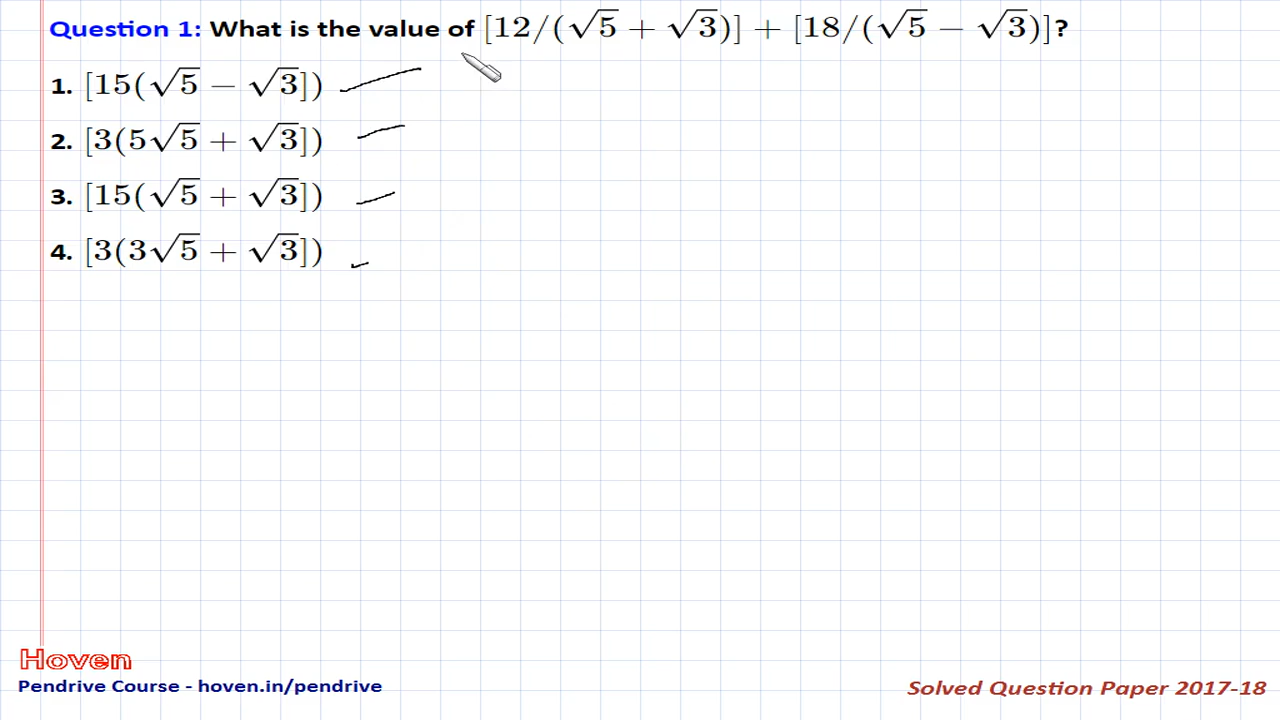 Question 1: What is the value of [12/(√5 + √3)] + [18/(√5 − √3)]?
1. [15(√5 − √3])
2. [3(5√5 + √3])
3. [15(√5 + √3])
4. [3(3√5 + √3])
Hoven
Pendrive Course - hoven.in/pendrive
Solved Question Paper 2017-18